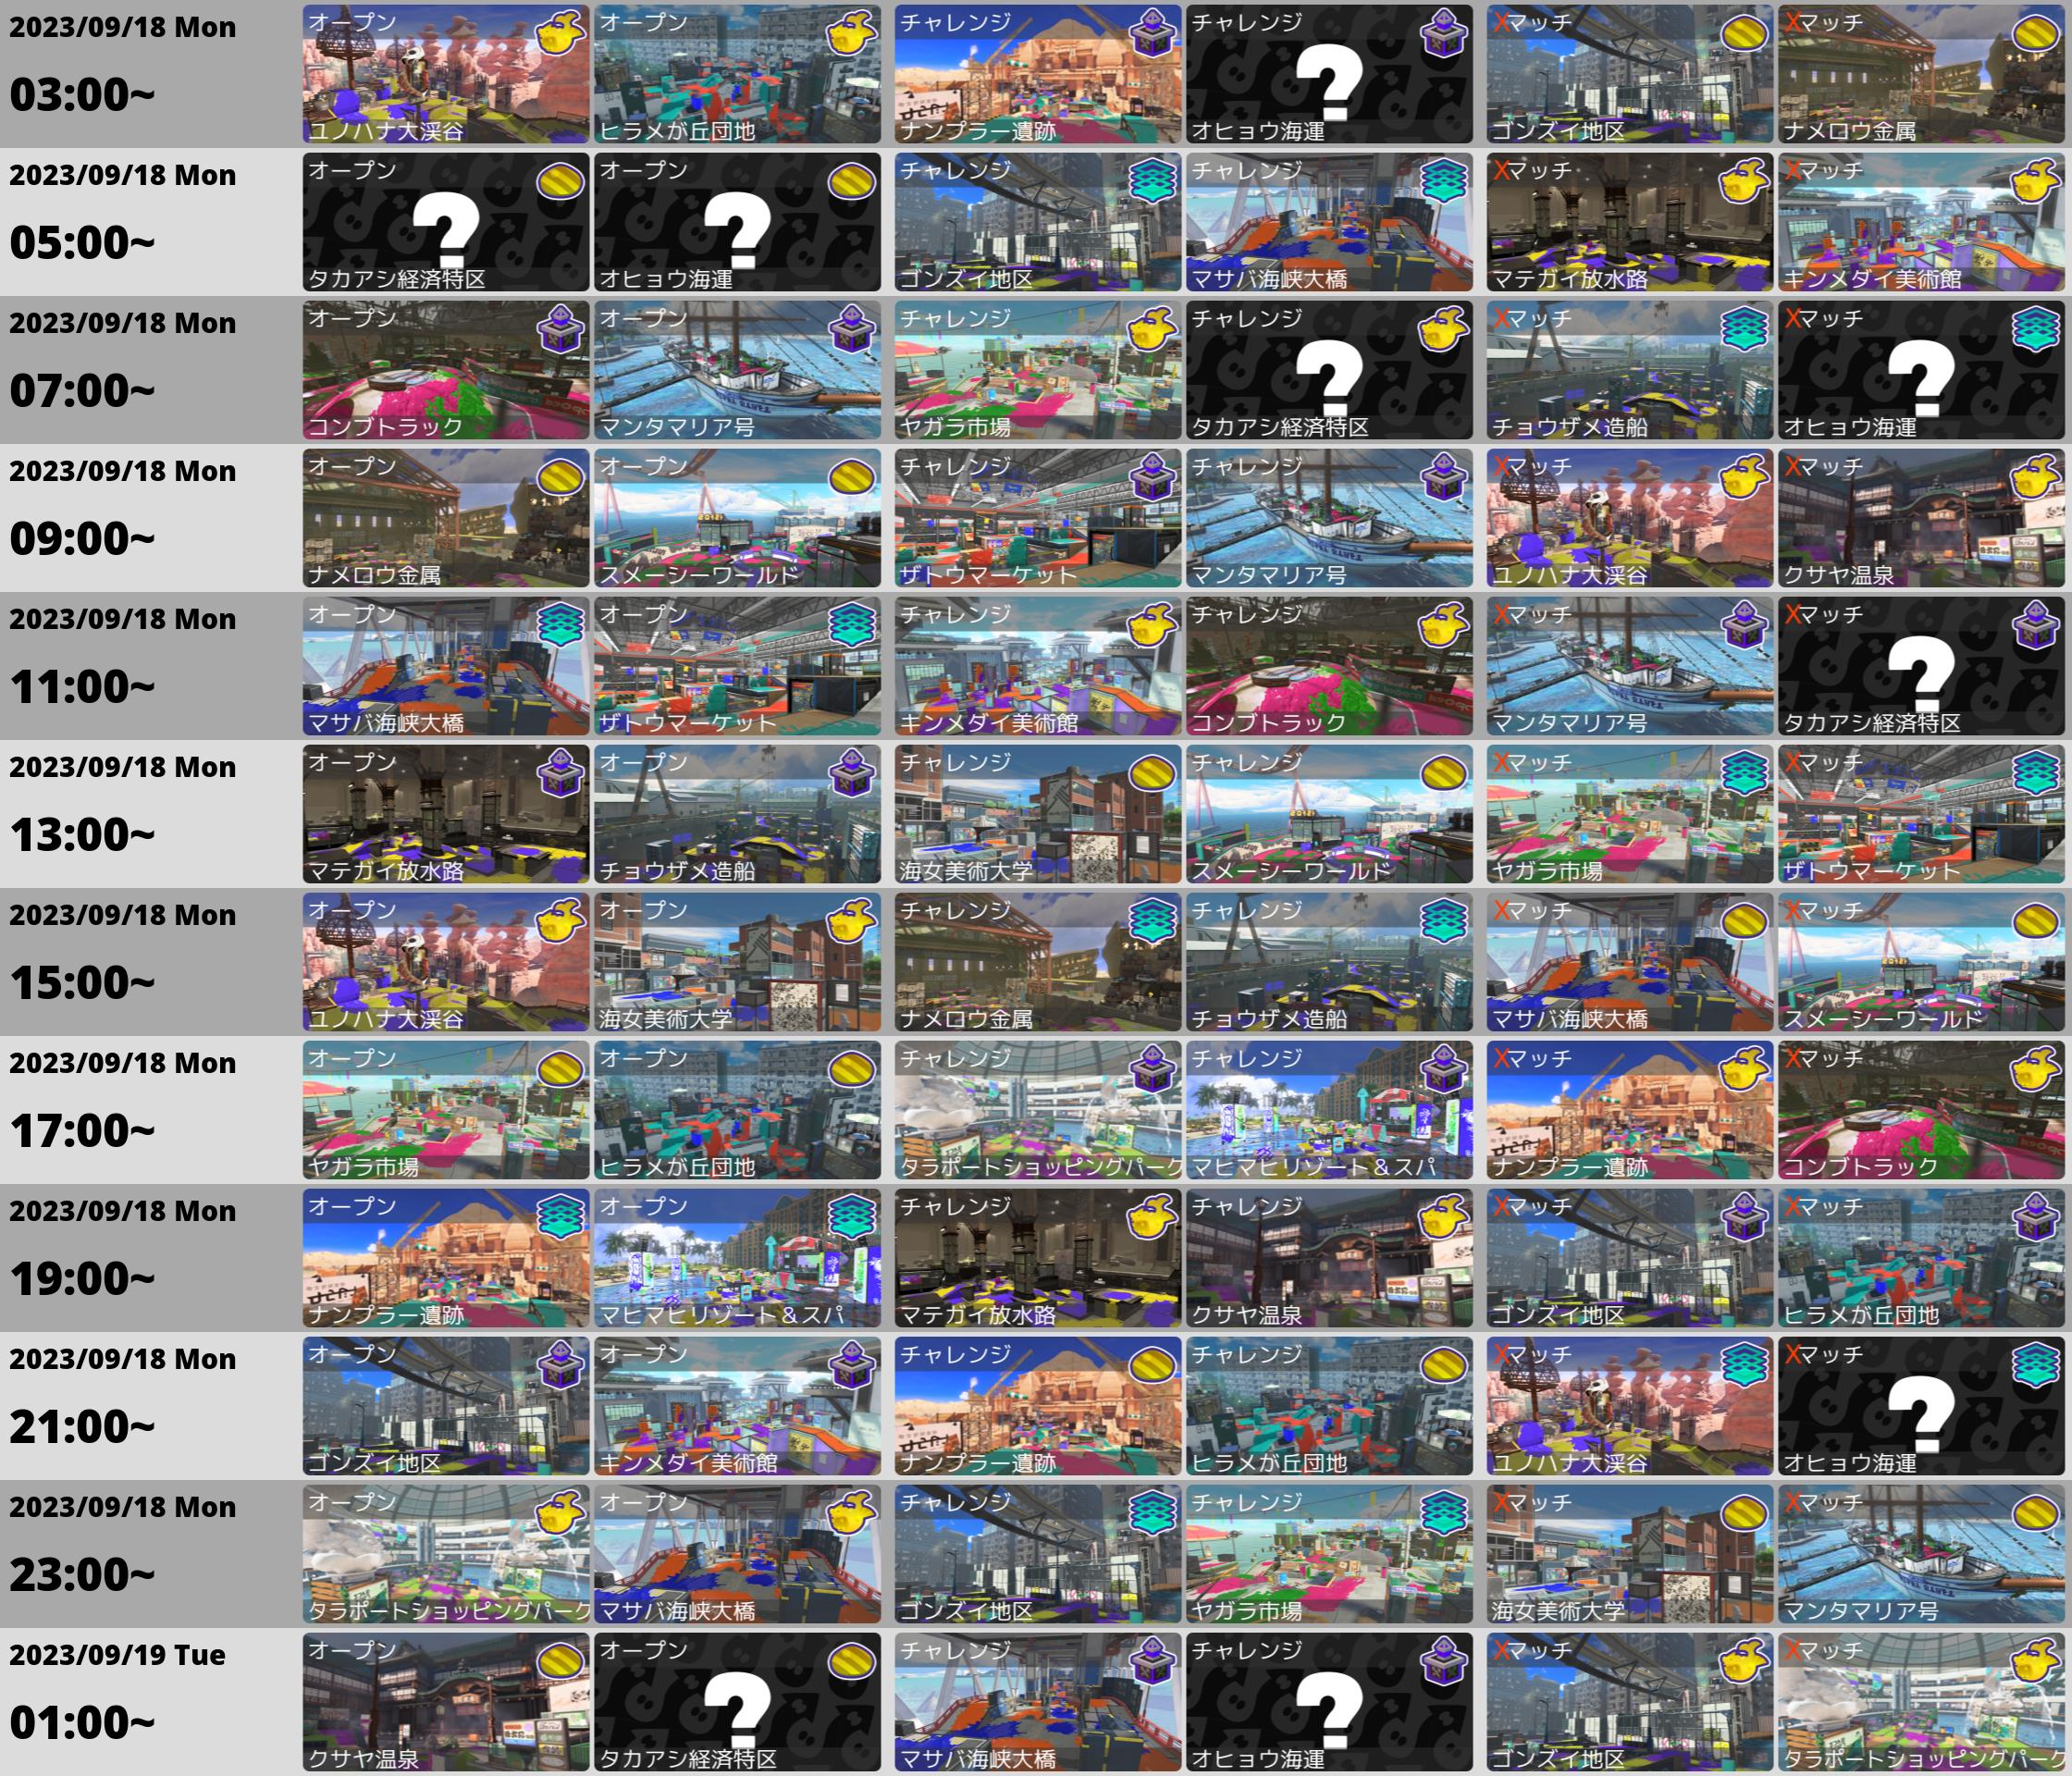 2023/09/18 Mon
03:00~
オープン
ユノハナ大渓谷
オープン
ヒラメが丘団地
チャレンジ
ナンプラー遺跡
チャレンジ
?
オヒョウ海運
Xマッチ
ゴンズイ地区
Xマッチ
ナメロウ金属
2023/09/18 Mon
05:00~
オープン
?
タカアシ経済特区
オープン
?
オヒョウ海運
チャレンジ
ゴンズイ地区
チャレンジ
マサバ海峡大橋
Xマッチ
マテガイ放水路
Xマッチ
キンメダイ美術館
2023/09/18 Mon
07:00~
オープン
コンブトラック
オープン
マンタマリア号
チャレンジ
ヤガラ市場
チャレンジ
?
タカアシ経済特区
Xマッチ
チョウザメ造船
Xマッチ
?
オヒョウ海運
2023/09/18 Mon
09:00~
オープン
ナメロウ金属
オープン
スメーシーワールド
チャレンジ
ザトウマーケット
チャレンジ
マンタマリア号
Xマッチ
ユノハナ大渓谷
Xマッチ
クサヤ温泉
2023/09/18 Mon
11:00~
オープン
マサバ海峡大橋
オープン
ザトウマーケット
チャレンジ
キンメダイ美術館
チャレンジ
コンブトラック
Xマッチ
マンタマリア号
Xマッチ
?
タカアシ経済特区
2023/09/18 Mon
13:00~
オープン
マテガイ放水路
オープン
チョウザメ造船
チャレンジ
海女美術大学
チャレンジ
スメーシーワールド
Xマッチ
ヤガラ市場
Xマッチ
ザトウマーケット
2023/09/18 Mon
15:00~
オープン
ユノハナ大渓谷
オープン
海女美術大学
チャレンジ
ナメロウ金属
チャレンジ
チョウザメ造船
Xマッチ
マサバ海峡大橋
Xマッチ
スメーシーワールド
2023/09/18 Mon
17:00~
オープン
ヤガラ市場
オープン
ヒラメが丘団地
チャレンジ
タラポートショッピングパーク
チャレンジ
マヒマヒリゾート&スパ
Xマッチ
ナンプラー遺跡
Xマッチ
コンブトラック
2023/09/18 Mon
19:00~
オープン
ナンプラー遺跡
オープン
マヒマヒリゾート&スパ
チャレンジ
マテガイ放水路
チャレンジ
クサヤ温泉
Xマッチ
ゴンズイ地区
Xマッチ
ヒラメが丘団地
2023/09/18 Mon
21:00~
オープン
ゴンズイ地区
オープン
キンメダイ美術館
チャレンジ
ナンプラー遺跡
チャレンジ
ヒラメが丘団地
Xマッチ
ユノハナ大渓谷
Xマッチ
?
オヒョウ海運
2023/09/18 Mon
23:00~
オープン
タラポートショッピングパーク
オープン
マサバ海峡大橋
チャレンジ
ゴンズイ地区
チャレンジ
ヤガラ市場
Xマッチ
海女美術大学
Xマッチ
マンタマリア号
2023/09/19 Tue
01:00~
オープン
クサヤ温泉
オープン
?
タカアシ経済特区
チャレンジ
マサバ海峡大橋
チャレンジ
?
オヒョウ海運
Xマッチ
ゴンズイ地区
Xマッチ
タラポートショッピングパーク